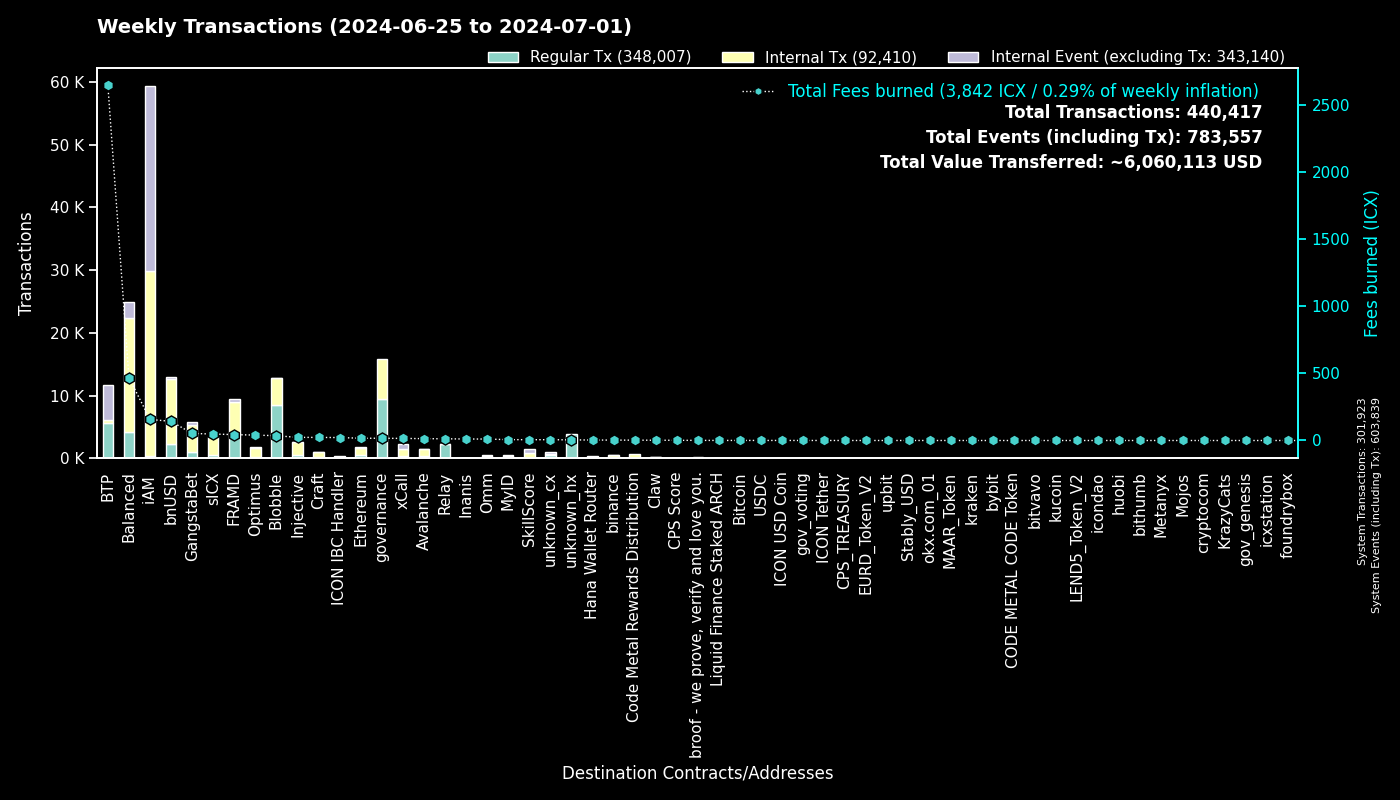 Weekly Transactions (2024-06-25 to 2024-07-01)
Regular Tx (348,007)
Internal Tx (92,410)
Internal Event (excluding Tx: 343,140)
Total Fees burned (3,842 ICX / 0.29% of weekly inflation)
Total Transactions: 440,417
Total Events (including Tx): 783,557
Total Value Transferred: ~6,060,113 USD
Transactions
60 K
50 K
40 K
30 K
20 K
10 K
0 K
2500
2000
1500
1000
500
0
Fees burned (ICX)
System Transactions: 301,923
System Events (including Tx): 603,839
BTP
Balanced
iAM
bnUSD
GangstaBet
sICX
FRAMD
Optimus
Blobble
Injective
Craft
ICON IBC Handler
Ethereum
governance
xCall
Avalanche
Relay
Inanis
Omm
MyID
SkillScore
unknown_cx
unknown_hx
Hana Wallet Router
binance
Code Metal Rewards Distribution
Claw
CPS Score
broof - we prove, verify and love you.
Liquid Finance Staked ARCH
Bitcoin
USDC
ICON USD Coin
gov_voting
ICON Tether
CPS_TREASURY
EURD_Token_V2
upbit
Stably_USD
okx.com_01
MAAR_Token
kraken
bybit
CODE METAL CODE Token
bitvavo
kucoin
LEND5_Token_V2
icondao
huobi
bithumb
Metanyx
Mojos
cryptocom
KrazyCats
gov_genesis
icxstation
foundrybox
Destination Contracts/Addresses